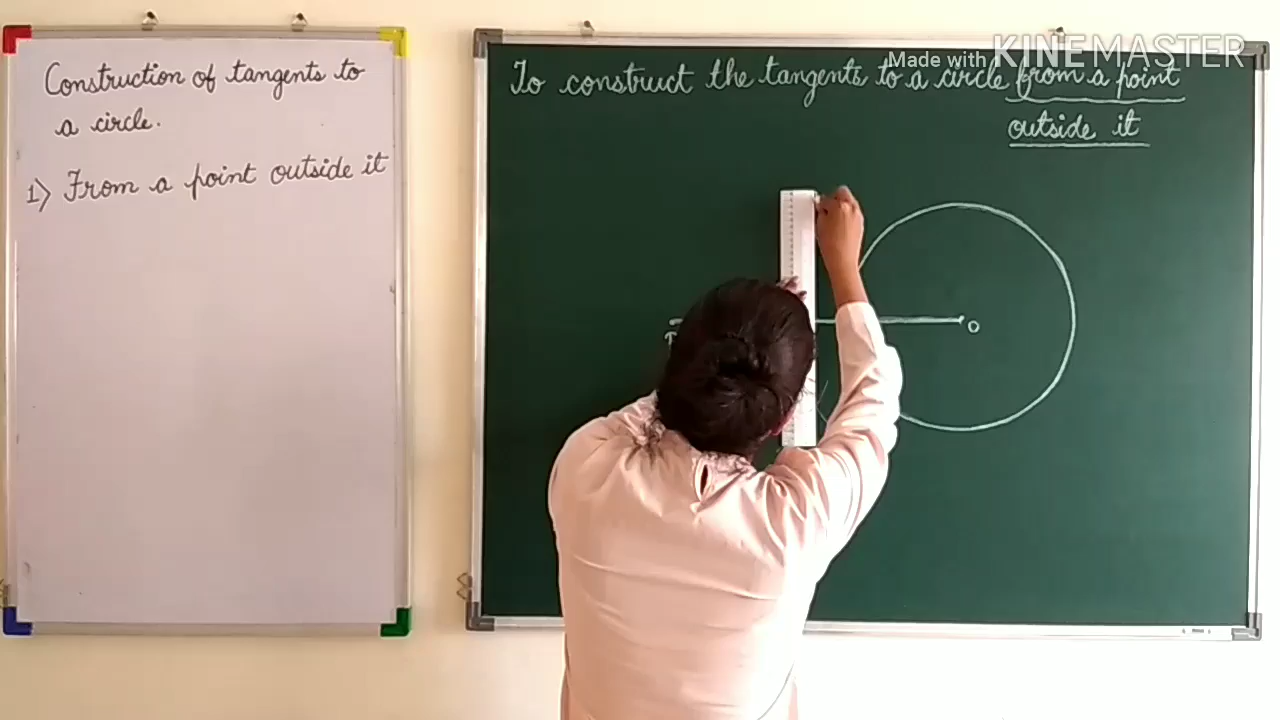 Construction of tangents to
a circle.
1) From a point outside it
Made with KINEMASTER
To construct the tangents to a circle from a point
outside it
O